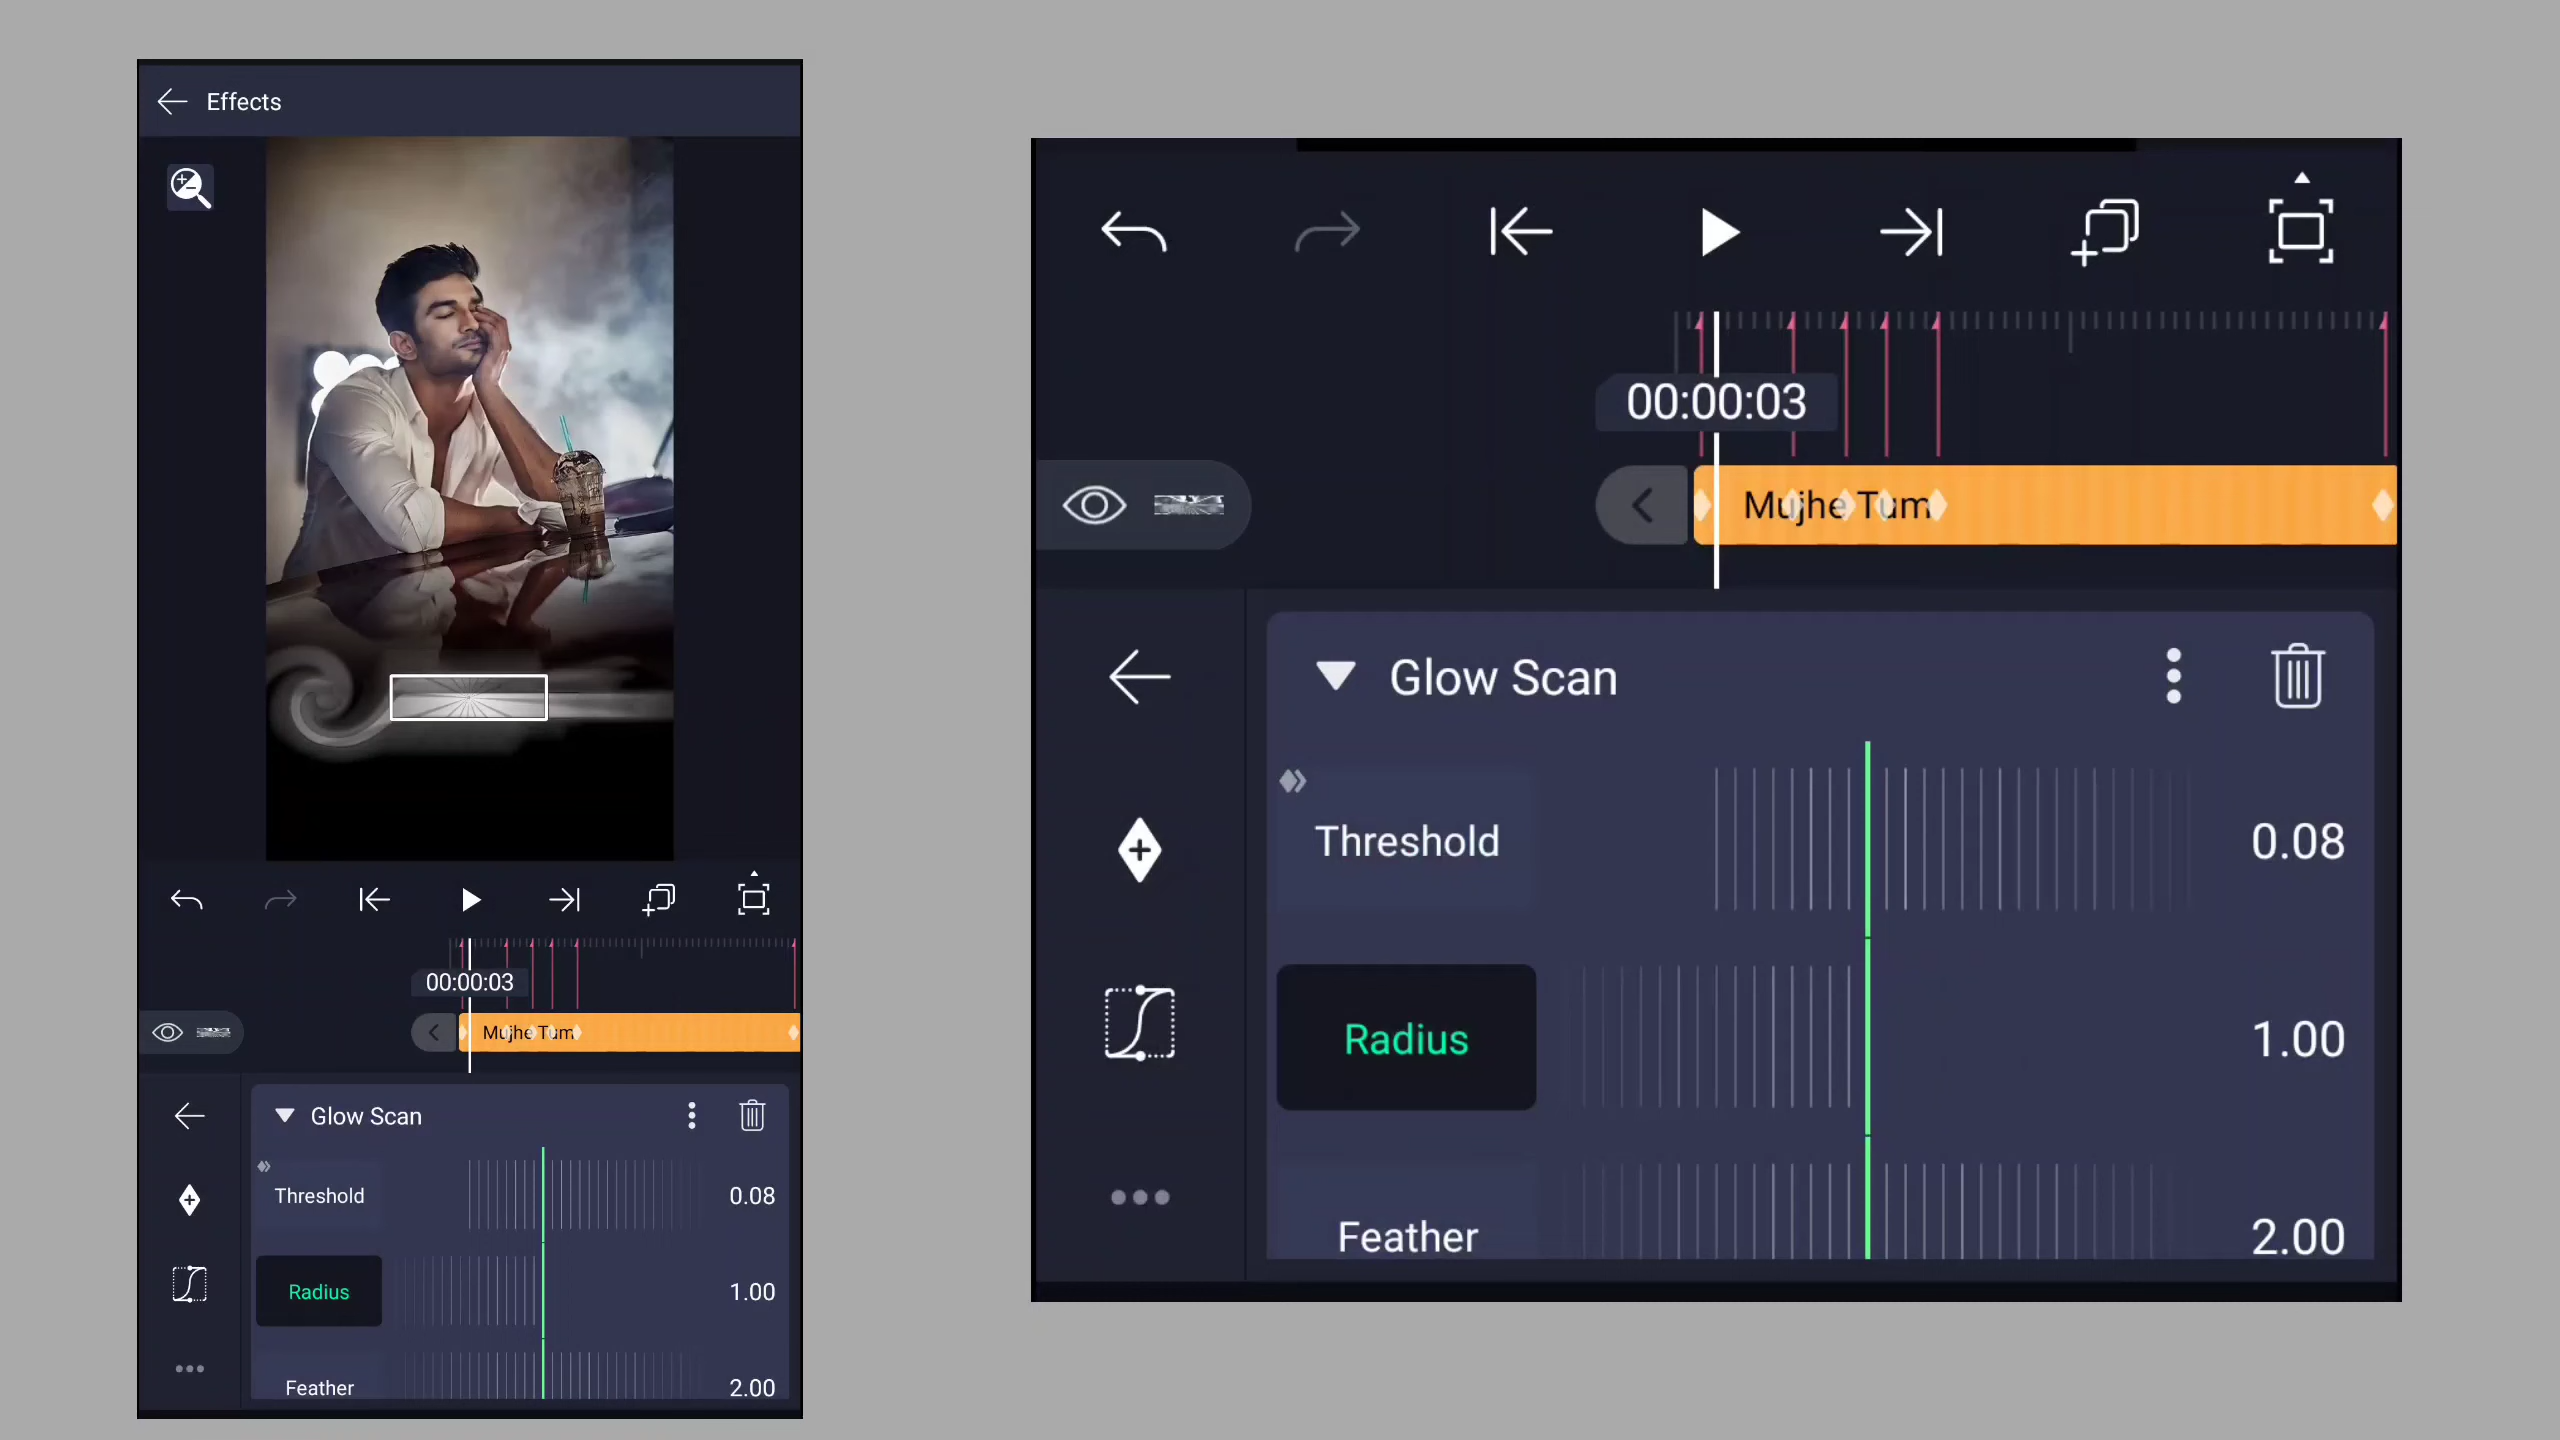 Effects
00:00:03
Mujhe Tum
Glow Scan
Threshold
0.08
Radius
1.00
Feather
2.00
00:00:03
Mujhe Tum
Glow Scan
Threshold
0.08
Radius
1.00
Feather
2.00